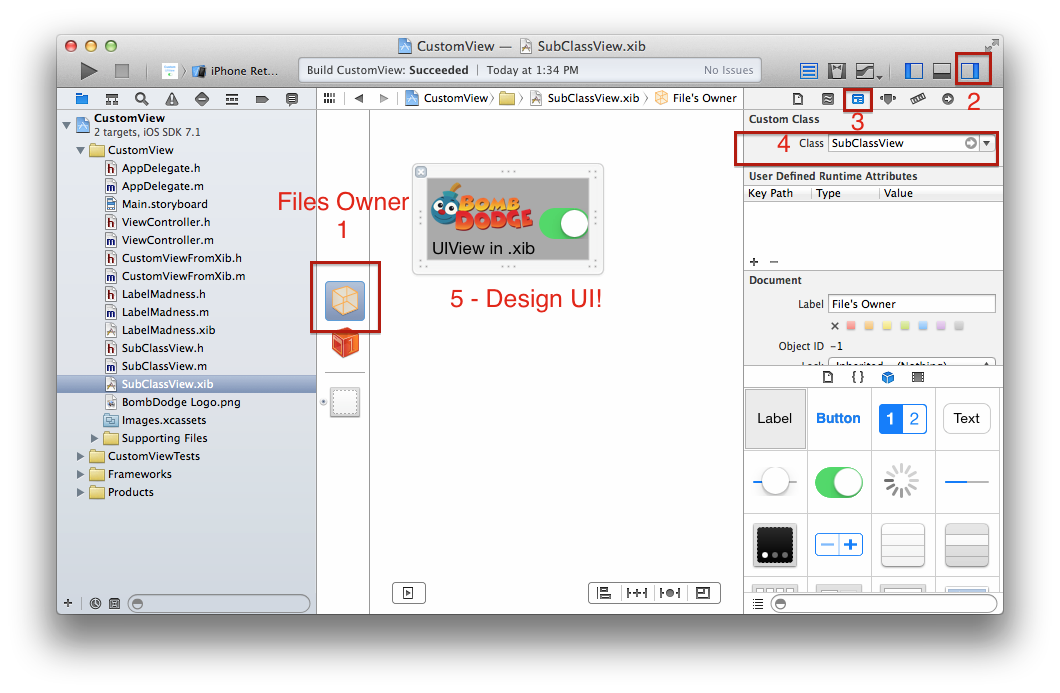 CustomView — SubClassView.xib
iPhone Ret...
Build CustomView: Succeeded | Today at 1:34 PM
No Issues
2
CustomView
SubClassView.xib
File's Owner
CustomView
2 targets, iOS SDK 7.1
CustomView
h AppDelegate.h
m AppDelegate.m
Main.storyboard
h ViewController.h
m ViewController.m
h CustomViewFromXib.h
m CustomViewFromXib.m
h LabelMadness.h
m LabelMadness.m
LabelMadness.xib
h SubClassView.h
m SubClassView.m
SubClassView.xib
BombDodge Logo.png
Images.xcassets
Supporting Files
CustomViewTests
Frameworks
Products
Files Owner
1
BOMB
DODGE
UIView in .xib
5 - Design UI!
Custom Class
3
4 Class SubClassView
User Defined Runtime Attributes
Key Path Type Value
Document
Label File's Owner
Object ID -1
Lock Inherited - (Nothing)
{ }
Label
Button
1 2
Text